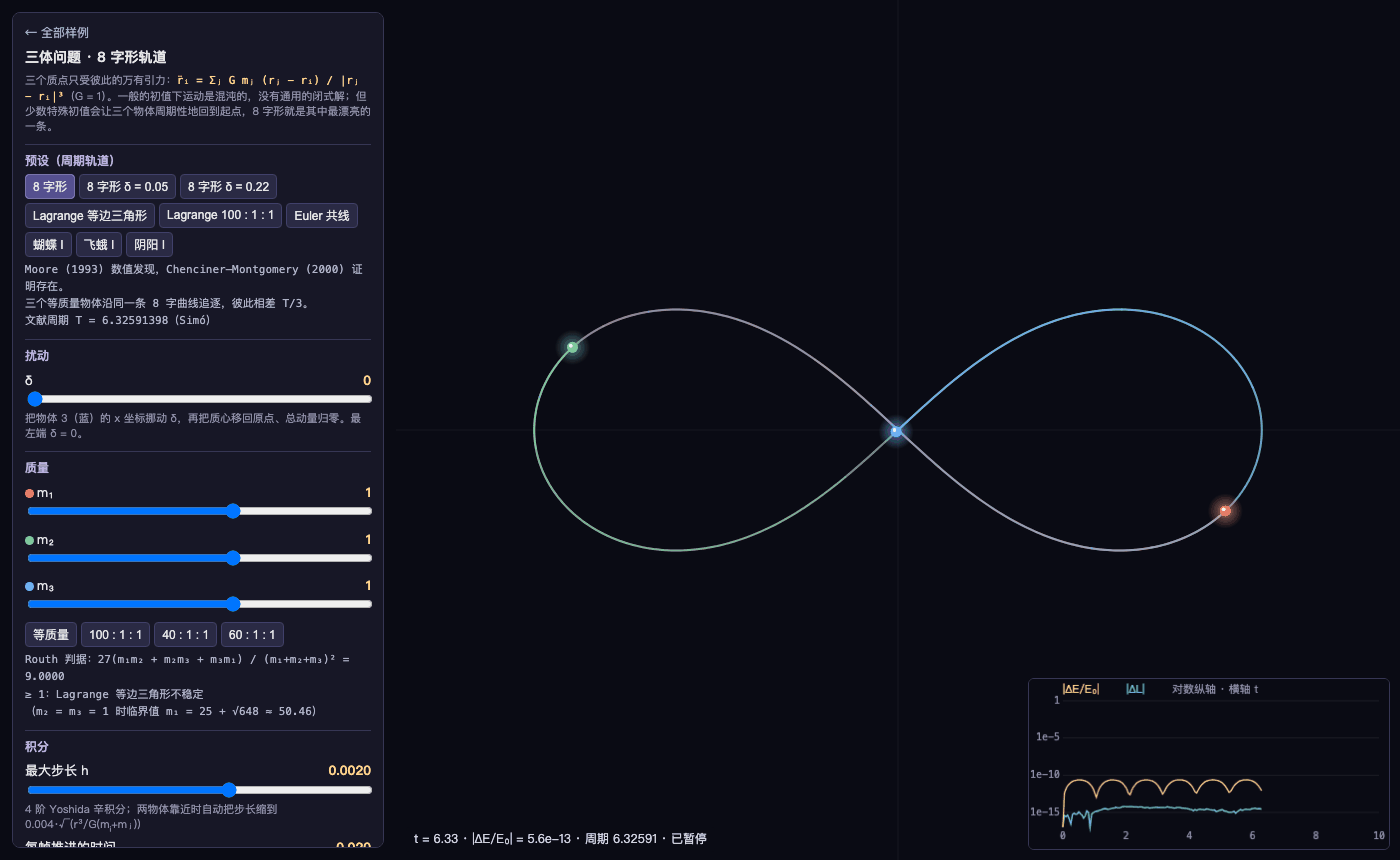 ← 全部样例
三体问题 · 8 字形轨道
三个质点只受彼此的万有引力：r̈ᵢ = Σⱼ G mⱼ (rⱼ − rᵢ) / |rⱼ
− rᵢ|³（G = 1）。一般的初值下运动是混沌的，没有通用的闭式解；但
少数特殊初值会让三个物体周期性地回到起点，8 字形就是其中最漂亮的
一条。
预设（周期轨道）
8 字形 8 字形 δ = 0.05 8 字形 δ = 0.22
Lagrange 等边三角形 Lagrange 100 : 1 : 1 Euler 共线
蝴蝶 I 飞蛾 I 阴阳 I
Moore (1993) 数值发现，Chenciner–Montgomery (2000) 证
明存在。
三个等质量物体沿同一条 8 字曲线追逐，彼此相差 T/3。
文献周期 T = 6.32591398（Simó）
扰动
δ 0
把物体 3（蓝）的 x 坐标挪动 δ，再把质心移回原点、总动量归零。最
左端 δ = 0。
质量
m₁ 1
m₂ 1
m₃ 1
等质量 100 : 1 : 1 40 : 1 : 1 60 : 1 : 1
Routh 判据：27(m₁m₂ + m₂m₃ + m₃m₁) / (m₁+m₂+m₃)² =
9.0000
≥ 1：Lagrange 等边三角形不稳定
（m₂ = m₃ = 1 时临界值 m₁ = 25 + √648 ≈ 50.46）
积分
最大步长 h 0.0020
4 阶 Yoshida 辛积分；两物体靠近时自动把步长缩到
0.004·√(r³/G(mᵢ+mⱼ))
每帧推进的时间 0.020
t = 6.33 · |ΔE/E₀| = 5.6e−13 · 周期 6.32591 · 已暂停
|ΔE/E₀| |ΔL| 对数纵轴 · 横轴 t
1
1e-5
1e-10
1e-15
0 2 4 6 8 10